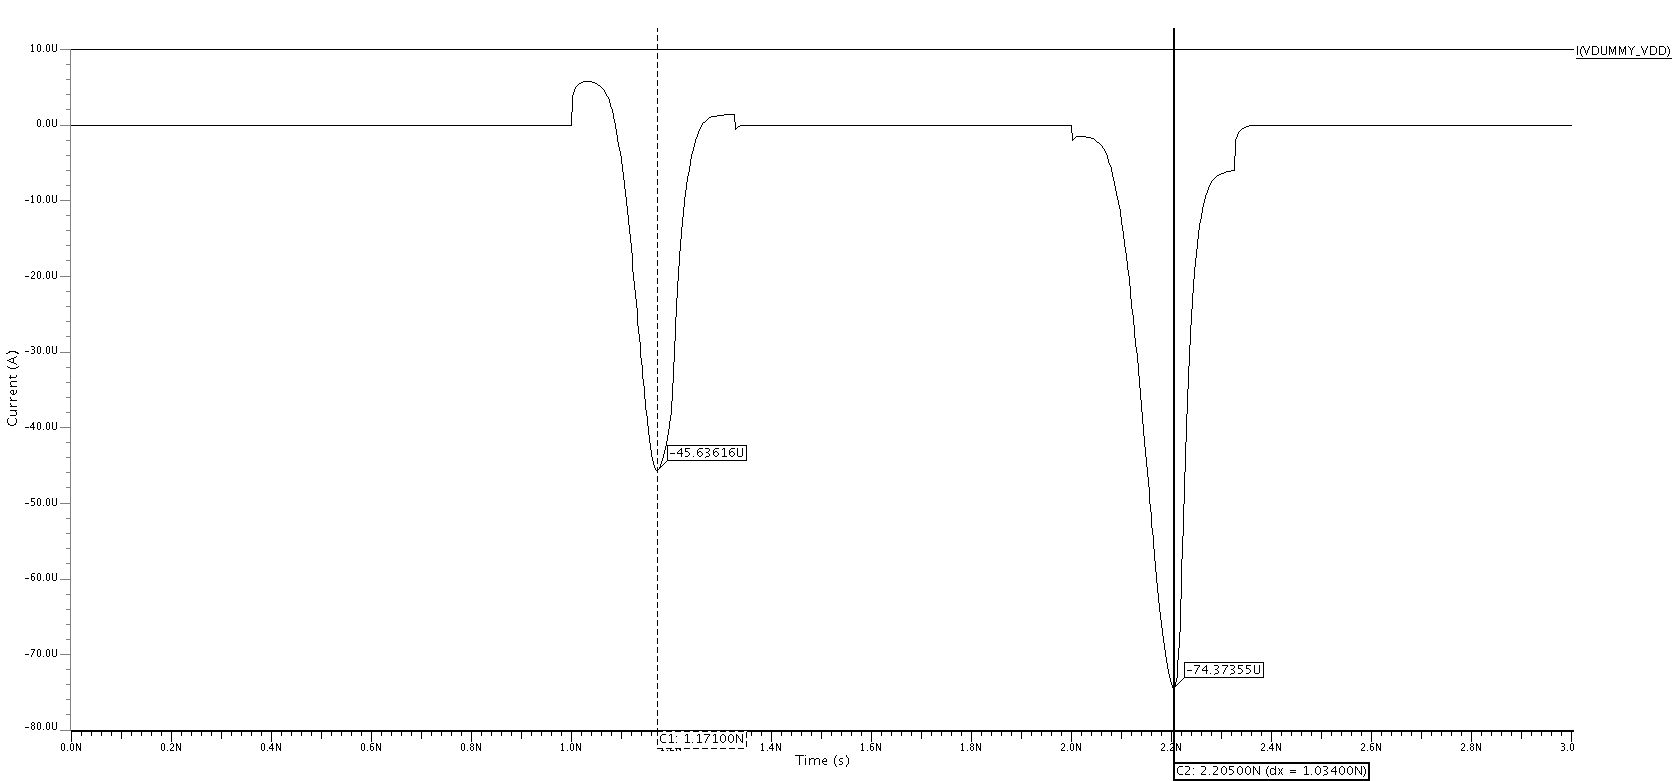 10.0U
I(VDUMMY_VDD)
0.0U
-10.0U
-20.0U
-30.0U
Current (A)
-40.0U
-45.63616U
-50.0U
-60.0U
-70.0U
-74.37355U
-80.0U
0.0N 0.2N 0.4N 0.6N 0.8N 1.0N 1.4N 1.6N 1.8N 2.0N 2.2N 2.4N 2.6N 2.8N 3.0
C1: 1.17100N
Time (s)
C2: 2.20500N (dx = 1.03400N)